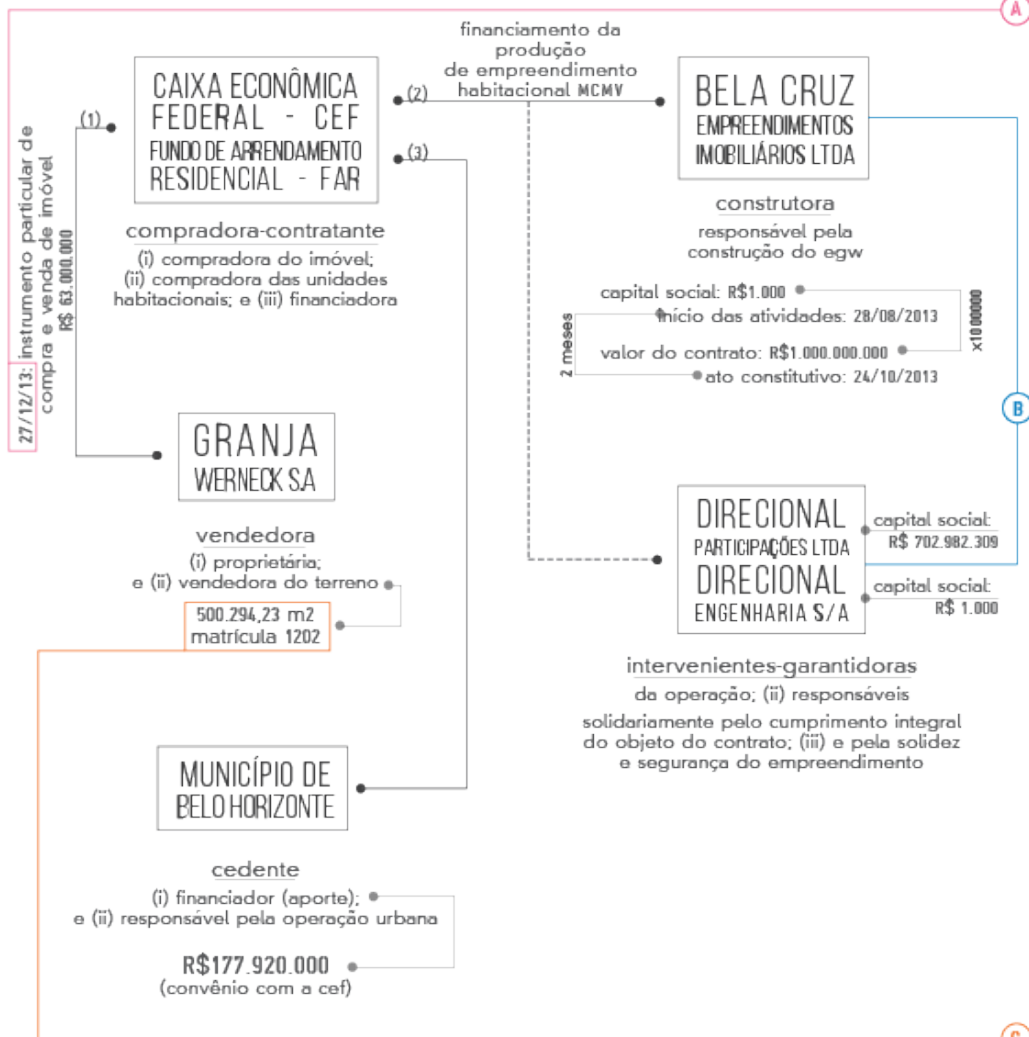 A
financiamento da
produção
de empreendimento
habitacional MCMV
CAIXA ECONÔMICA
FEDERAL - CEF
FUNDO DE ARRENDAMENTO
RESIDENCIAL - FAR
(1)
(2)
(3)
BELA CRUZ
EMPREENDIMENTOS
IMOBILIÁRIOS LTDA
27/12/13: instrumento particular de
compra e venda de imóvel
R$ 63.000.000
compradora-contratante
(i) compradora do imóvel;
(ii) compradora das unidades
habitacionais; e (iii) financiadora
construtora
responsável pela
construção do egw
capital social: R$1.000
início das atividades: 28/08/2013
valor do contrato: R$1.000.000.000
ato constitutivo: 24/10/2013
2 meses
x1000000
B
GRANJA
WERNECK S.A
vendedora
(i) proprietária;
e (ii) vendedora do terreno
500.294,23 m2
matrícula 1202
DIRECIONAL
PARTICIPAÇÕES LTDA
DIRECIONAL
ENGENHARIA S/A
capital social:
R$ 702.982.309
capital social:
R$ 1.000
intervenientes-garantidoras
da operação; (ii) responsáveis
solidariamente pelo cumprimento integral
do objeto do contrato; (iii) e pela solidez
e segurança do empreendimento
MUNICÍPIO DE
BELO HORIZONTE
cedente
(i) financiador (aporte);
e (ii) responsável pela operação urbana
R$177.920.000
(convênio com a cef)